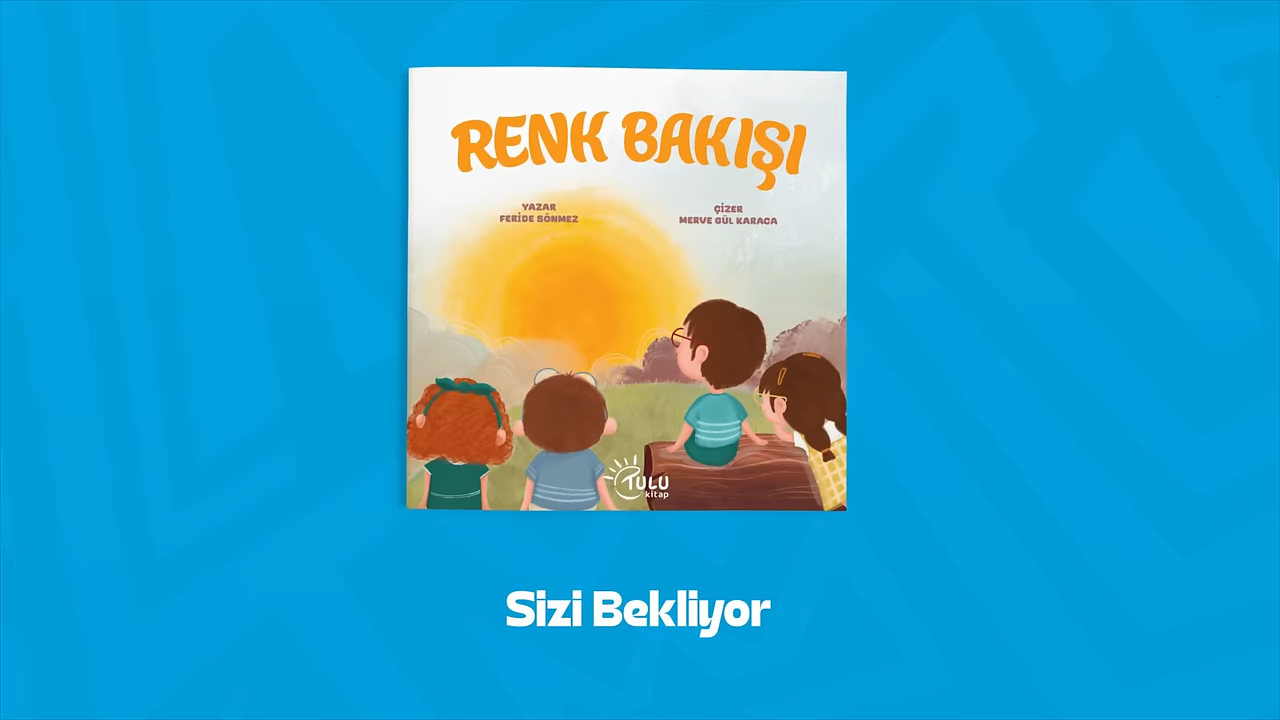 RENK BAKIŞI
YAZAR
FERİDE SÖNMEZ
ÇİZER
MERVE GÜL KARACA
TULU
kitap
Sizi Bekliyor